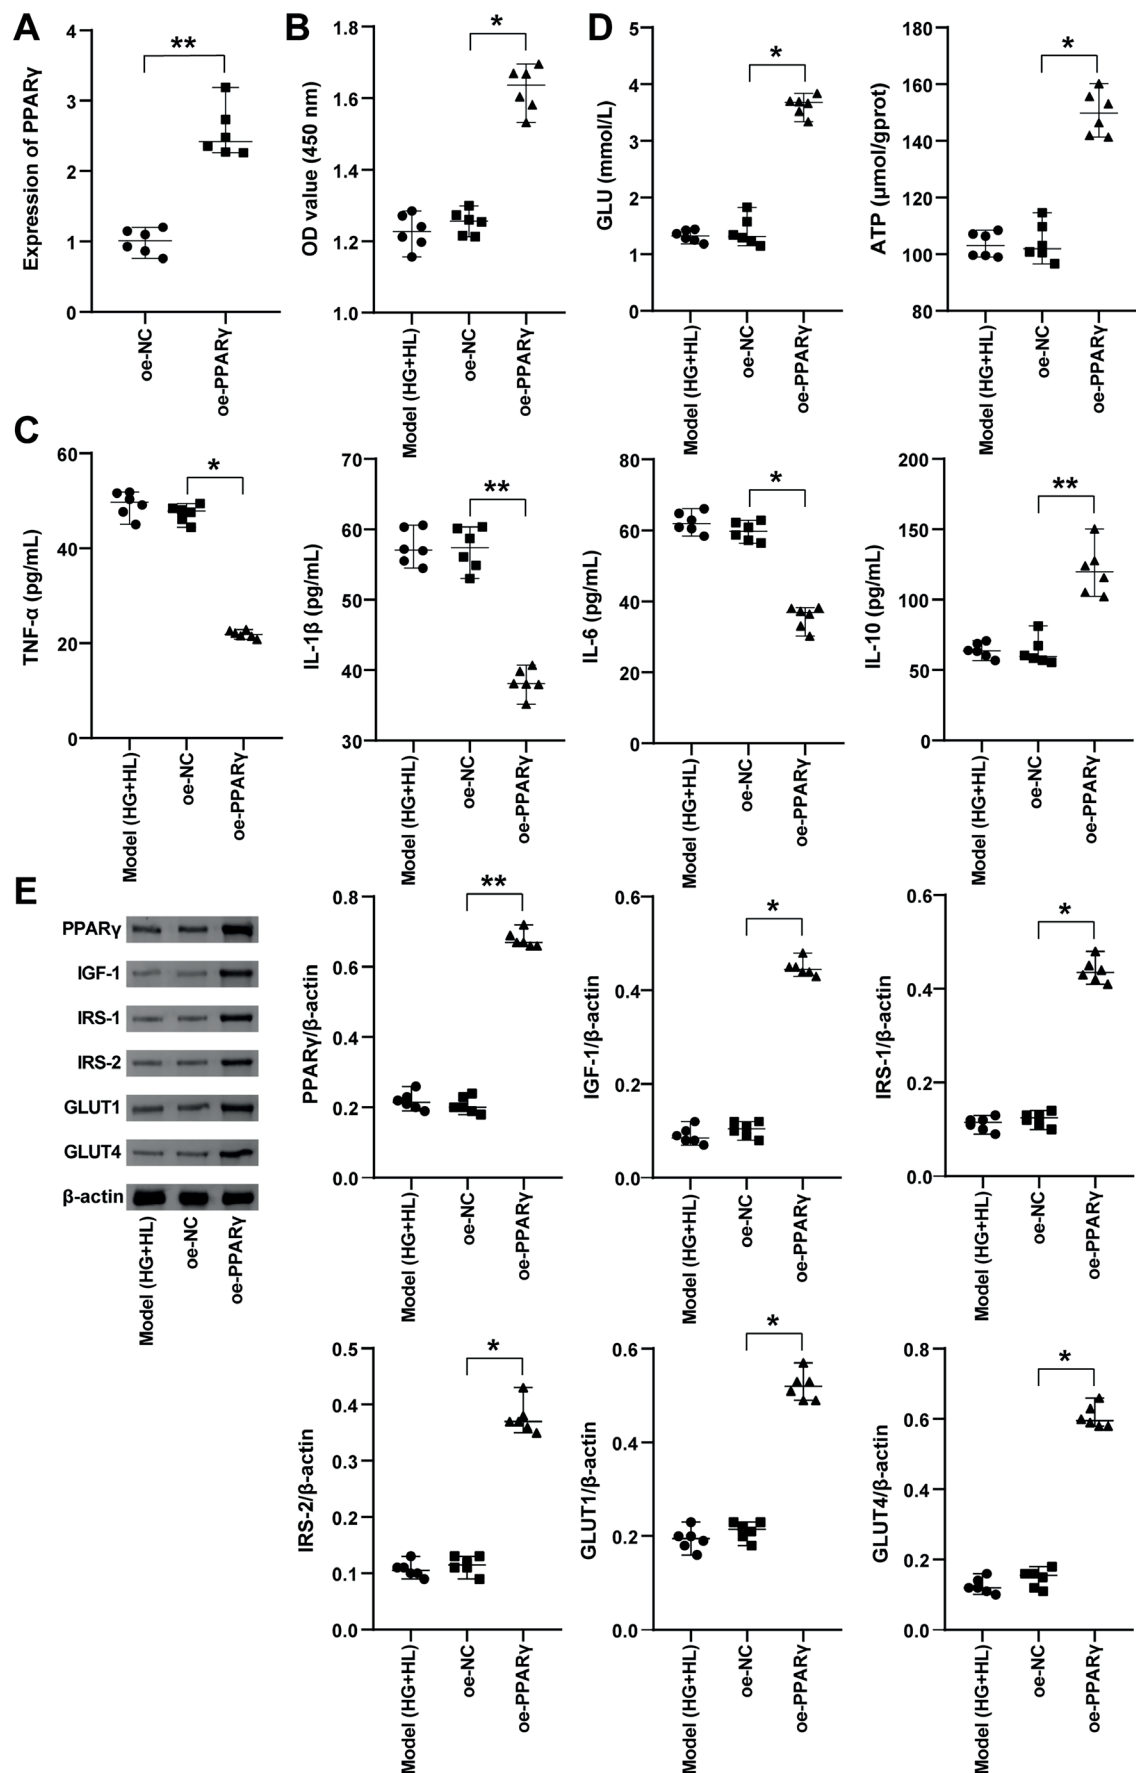 A
Expression of PPARγ
4
3
2
1
0
**
oe-NC
oe-PPARγ
B
OD value (450 nm)
1.8
1.6
1.4
1.2
1.0
*
Model (HG+HL)
oe-NC
oe-PPARγ
D
GLU (mmol/L)
5
4
3
2
1
0
*
Model (HG+HL)
oe-NC
oe-PPARγ
ATP (μmol/gprot)
180
160
140
120
100
80
*
Model (HG+HL)
oe-NC
oe-PPARγ
C
TNF-α (pg/mL)
60
40
20
0
*
Model (HG+HL)
oe-NC
oe-PPARγ
IL-1β (pg/mL)
70
60
50
40
30
**
Model (HG+HL)
oe-NC
oe-PPARγ
IL-6 (pg/mL)
80
60
40
20
0
*
Model (HG+HL)
oe-NC
oe-PPARγ
IL-10 (pg/mL)
200
150
100
50
0
**
Model (HG+HL)
oe-NC
oe-PPARγ
E
PPARγ
IGF-1
IRS-1
IRS-2
GLUT1
GLUT4
β-actin
Model (HG+HL)
oe-NC
oe-PPARγ
PPARγ/β-actin
0.8
0.6
0.4
0.2
0.0
**
Model (HG+HL)
oe-NC
oe-PPARγ
IGF-1/β-actin
0.6
0.4
0.2
0.0
*
Model (HG+HL)
oe-NC
oe-PPARγ
IRS-1/β-actin
0.6
0.4
0.2
0.0
*
Model (HG+HL)
oe-NC
oe-PPARγ
IRS-2/β-actin
0.5
0.4
0.3
0.2
0.1
0.0
*
Model (HG+HL)
oe-NC
oe-PPARγ
GLUT1/β-actin
0.6
0.4
0.2
0.0
*
Model (HG+HL)
oe-NC
oe-PPARγ
GLUT4/β-actin
0.8
0.6
0.4
0.2
0.0
*
Model (HG+HL)
oe-NC
oe-PPARγ